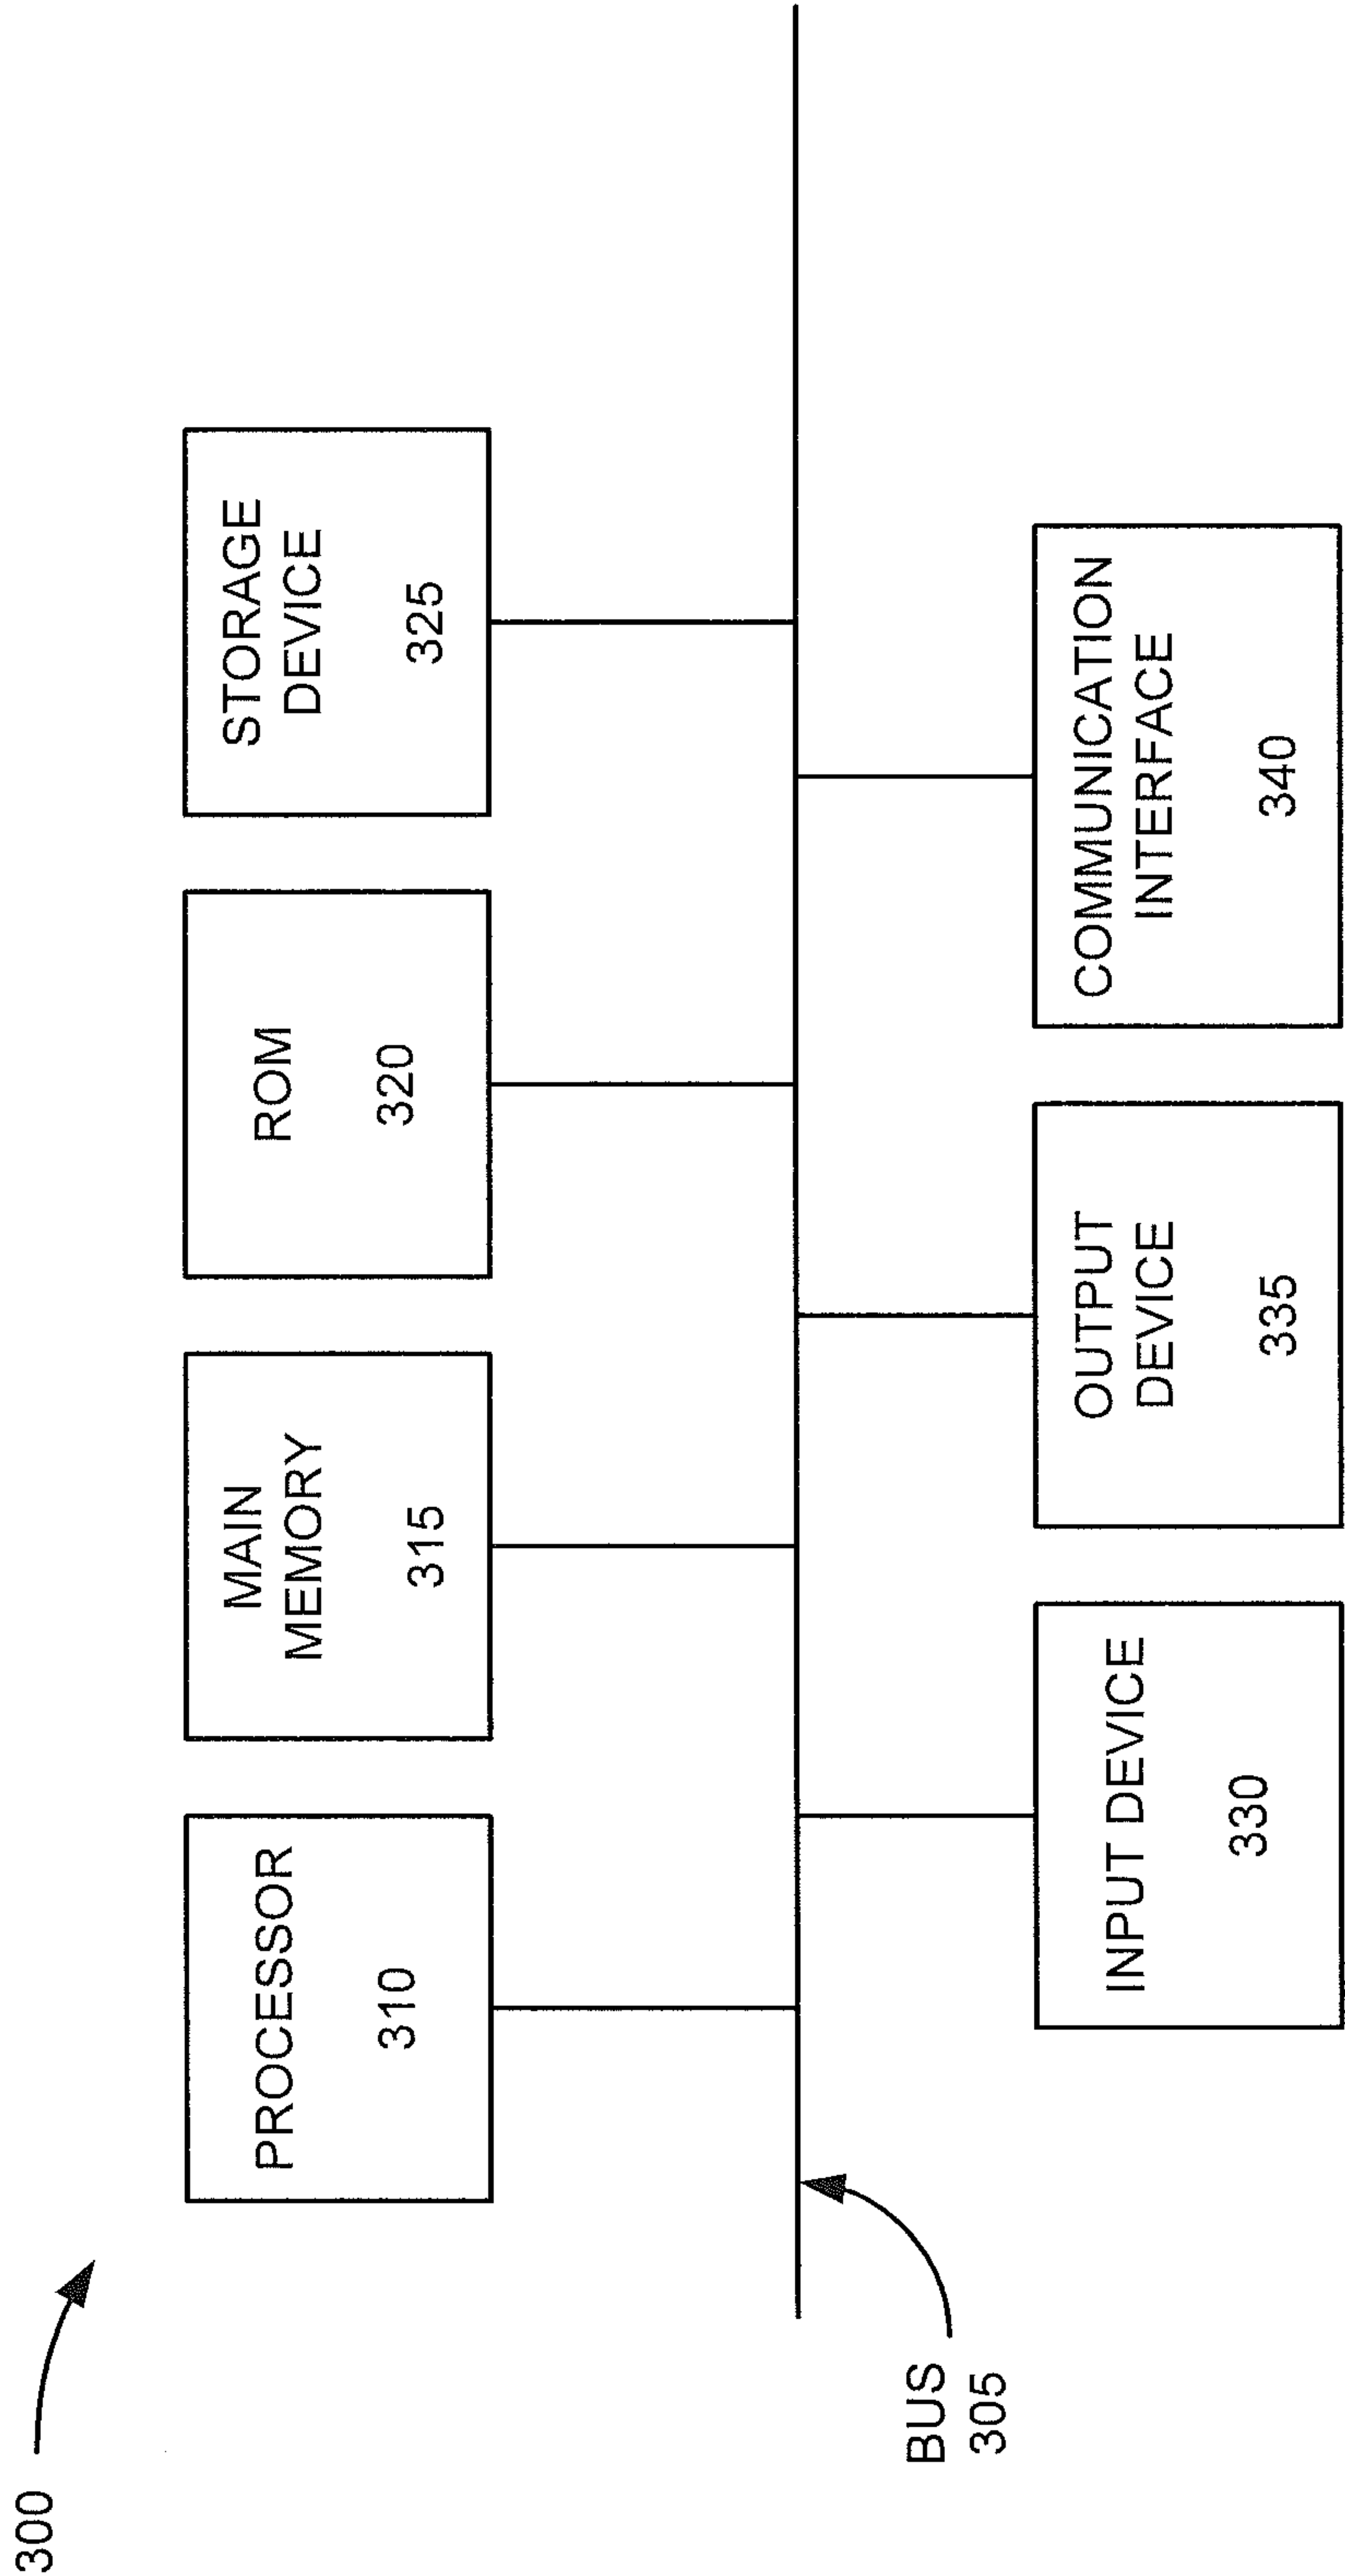 300
PROCESSOR
310
MAIN
MEMORY
315
ROM
320
STORAGE
DEVICE
325
BUS
305
INPUT DEVICE
330
OUTPUT
DEVICE
335
COMMUNICATION
INTERFACE
340